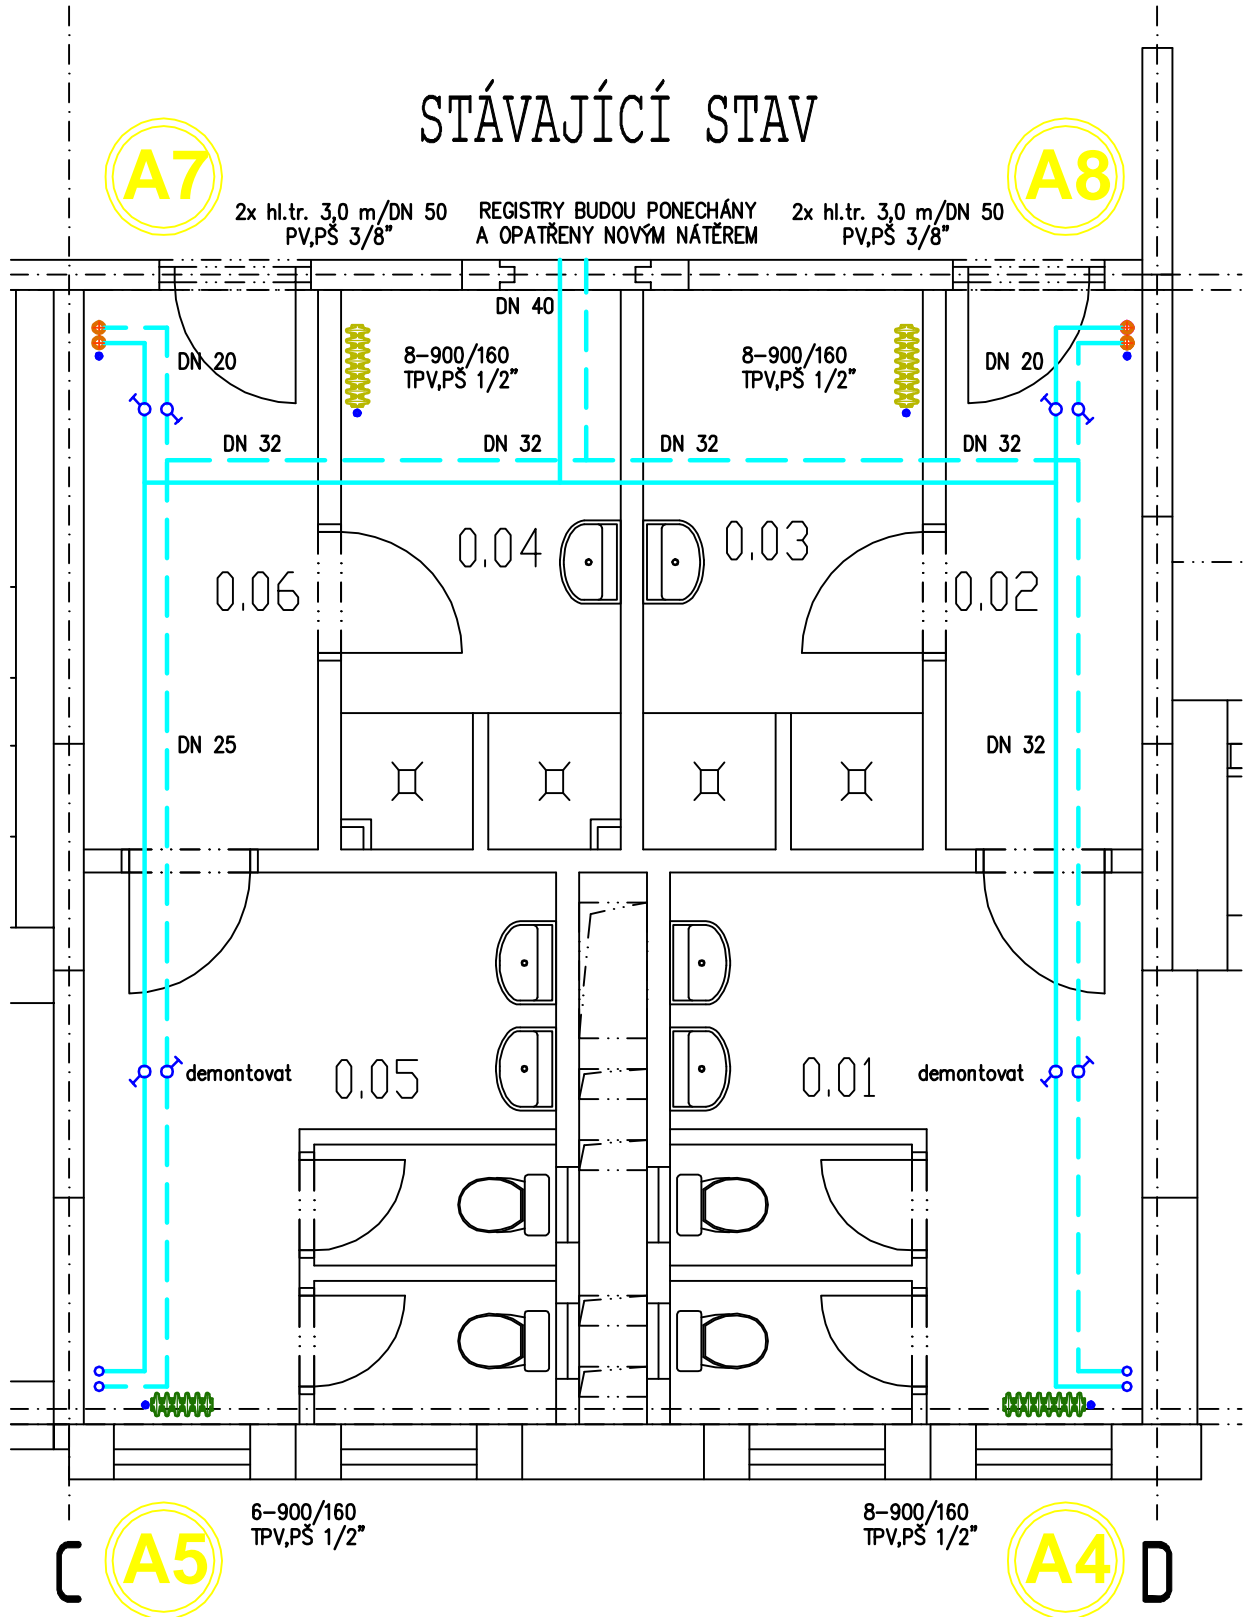 STÁVAJÍCÍ STAV
A7
A8
2x hl.tr. 3,0 m/DN 50
PV,PŠ 3/8"
REGISTRY BUDOU PONECHÁNY
A OPATŘENY NOVÝM NÁTĚREM
2x hl.tr. 3,0 m/DN 50
PV,PŠ 3/8"
DN 40
DN 20
8-900/160
TPV,PŠ 1/2"
8-900/160
TPV,PŠ 1/2"
DN 20
DN 32
DN 32
DN 32
DN 32
0.06
0.04
0.03
0.02
DN 25
DN 32
demontovat
0.05
0.01
demontovat
6-900/160
TPV,PŠ 1/2"
8-900/160
TPV,PŠ 1/2"
C
A5
A4
D